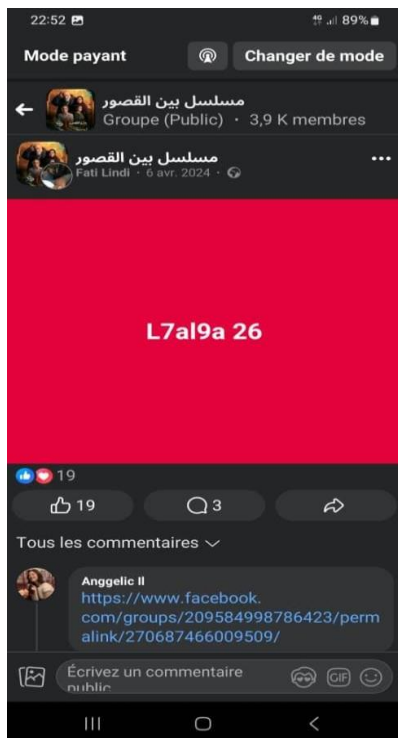 22:52
4G 89%
Mode payant
Changer de mode
مسلسل بين القصور
Groupe (Public) · 3,9 K membres
مسلسل بين القصور
Fati Lindi · 6 avr. 2024 ·
L7al9a 26
19
19
3
Tous les commentaires
Anggelic II
https://www.facebook.
com/groups/209584998786423/perm
alink/270687466009509/
Écrivez un commentaire
public
GIF